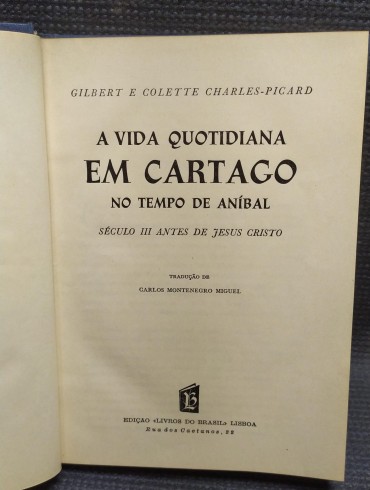 GILBERT E COLETTE CHARLES-PICARD
A VIDA QUOTIDIANA
EM CARTAGO
NO TEMPO DE ANÍBAL
SÉCULO III ANTES DE JESUS CRISTO
TRADUÇÃO DE
CARLOS MONTENEGRO MIGUEL
EDIÇÃO «LIVROS DO BRASIL» LISBOA
Rua dos Caetanos, 22